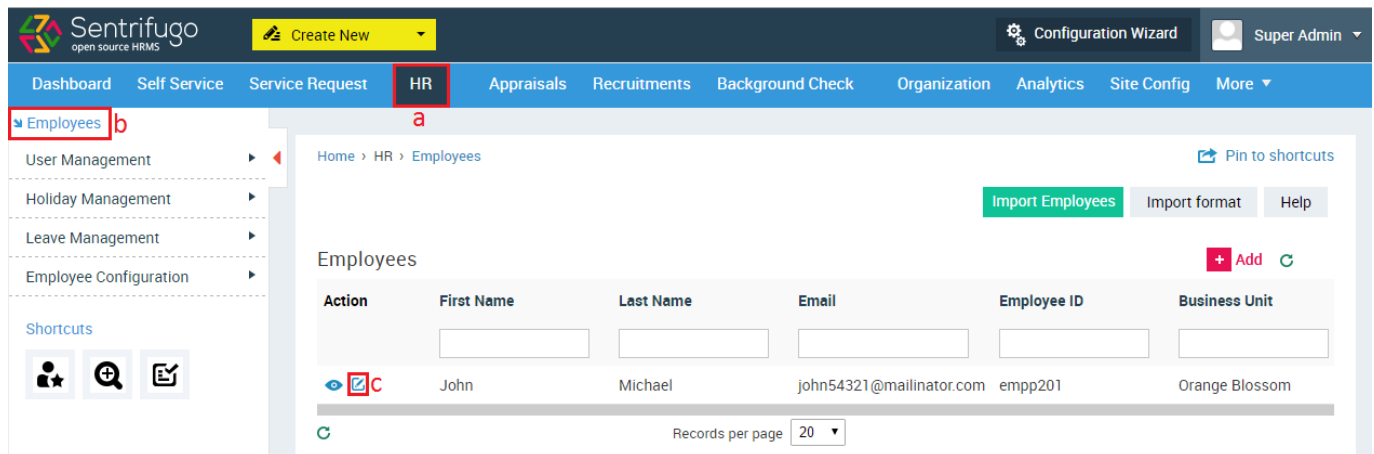 Sentrifugo
open source HRMS
Create New
Configuration Wizard
Super Admin
Dashboard Self Service Service Request HR Appraisals Recruitments Background Check Organization Analytics Site Config More
a
Employees b
User Management
Holiday Management
Leave Management
Employee Configuration
Shortcuts
Home › HR › Employees
Pin to shortcuts
Import Employees Import format Help
Employees
+ Add
Action First Name Last Name Email Employee ID Business Unit
C John Michael john54321@mailinator.com empp201 Orange Blossom
Records per page 20